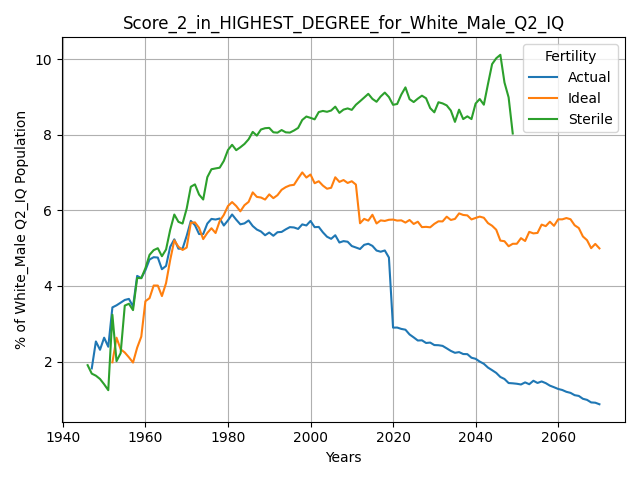 Score_2_in_HIGHEST_DEGREE_for_White_Male_Q2_IQ
Fertility
Actual
Ideal
Sterile
% of White_Male Q2_IQ Population
10
8
6
4
2
1940
1960
1980
2000
2020
2040
2060
Years